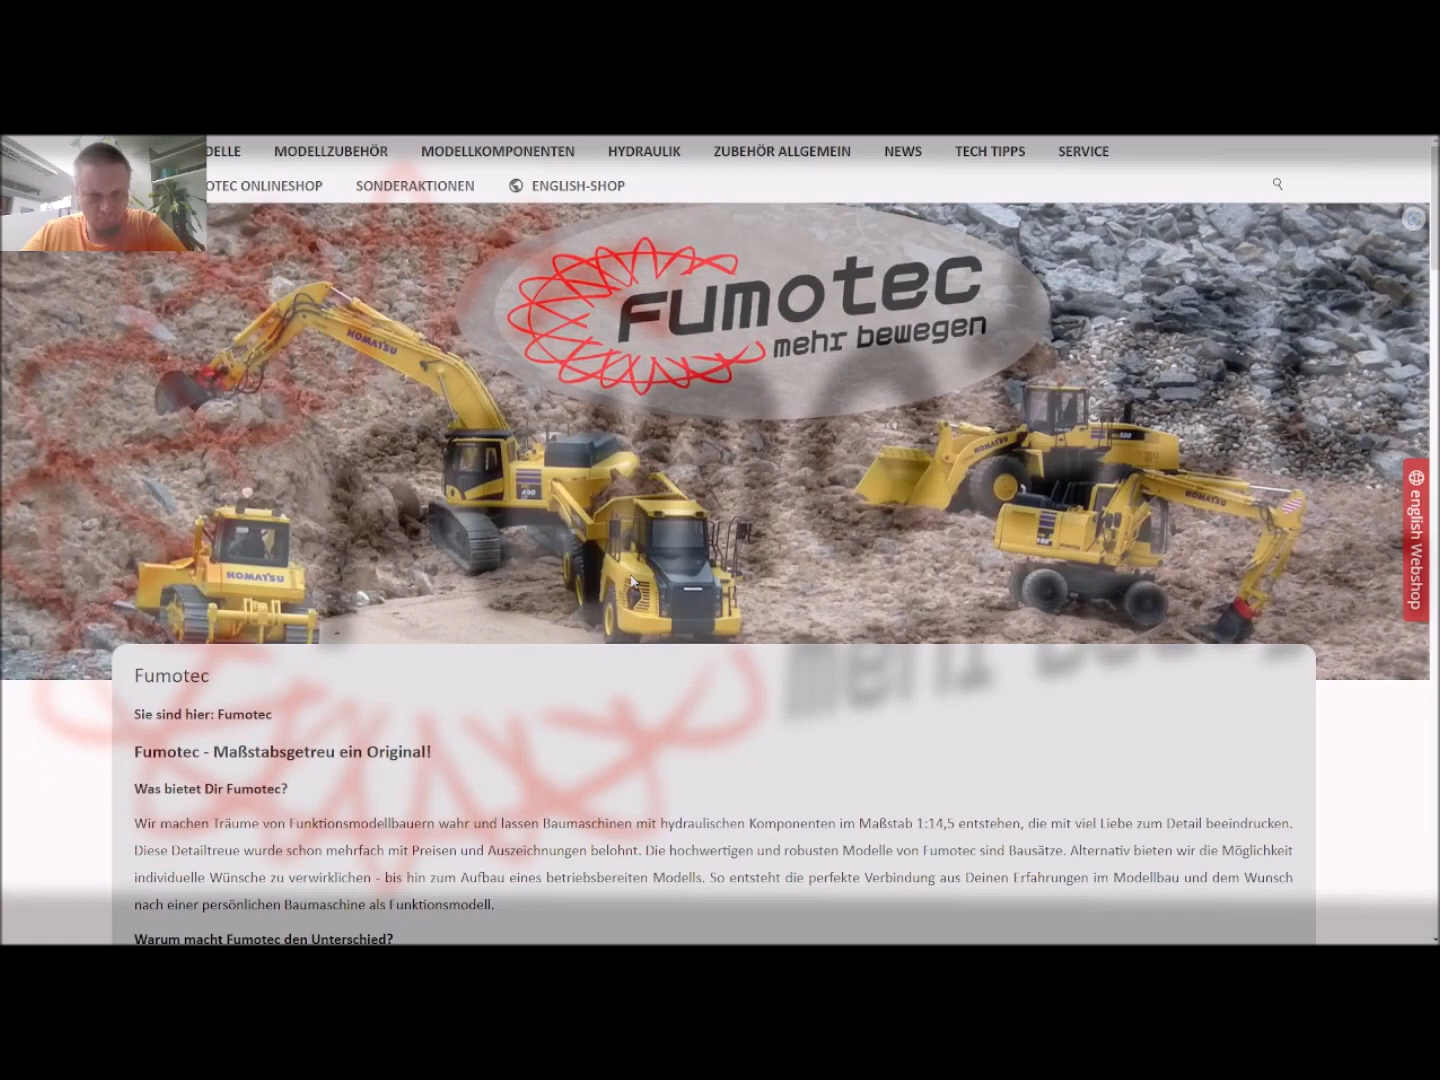 DELLE MODELLZUBEHÖR MODELLKOMPONENTEN HYDRAULIK ZUBEHÖR ALLGEMEIN NEWS TECH TIPPS SERVICE
OTEC ONLINESHOP SONDERAKTIONEN ENGLISH-SHOP
Fumotec
mehr bewegen
KOMATSU
KOMATSU
500
490
KOMATSU
KOMATSU
english Webshop
Fumotec
Sie sind hier: Fumotec
Fumotec - Maßstabsgetreu ein Original!
Was bietet Dir Fumotec?
Wir machen Träume von Funktionsmodellbauern wahr und lassen Baumaschinen mit hydraulischen Komponenten im Maßstab 1:14,5 entstehen, die mit viel Liebe zum Detail beeindrucken.
Diese Detailtreue wurde schon mehrfach mit Preisen und Auszeichnungen belohnt. Die hochwertigen und robusten Modelle von Fumotec sind Bausätze. Alternativ bieten wir die Möglichkeit
individuelle Wünsche zu verwirklichen - bis hin zum Aufbau eines betriebsbereiten Modells. So entsteht die perfekte Verbindung aus Deinen Erfahrungen im Modellbau und dem Wunsch
nach einer persönlichen Baumaschine als Funktionsmodell.
Warum macht Fumotec den Unterschied?